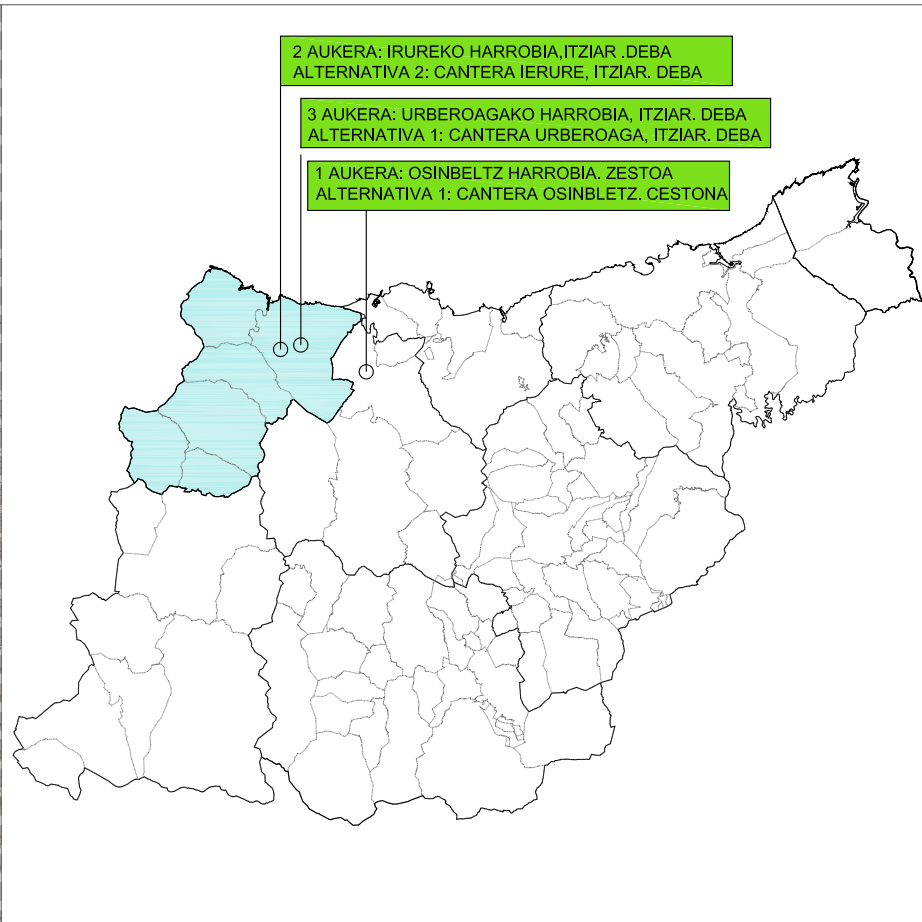 2 AUKERA: IRUREKO HARROBIA,ITZIAR .DEBA
ALTERNATIVA 2: CANTERA IERURE, ITZIAR. DEBA
3 AUKERA: URBEROAGAKO HARROBIA, ITZIAR. DEBA
ALTERNATIVA 1: CANTERA URBEROAGA, ITZIAR. DEBA
1 AUKERA: OSINBELTZ HARROBIA. ZESTOA
ALTERNATIVA 1: CANTERA OSINBLETZ. CESTONA